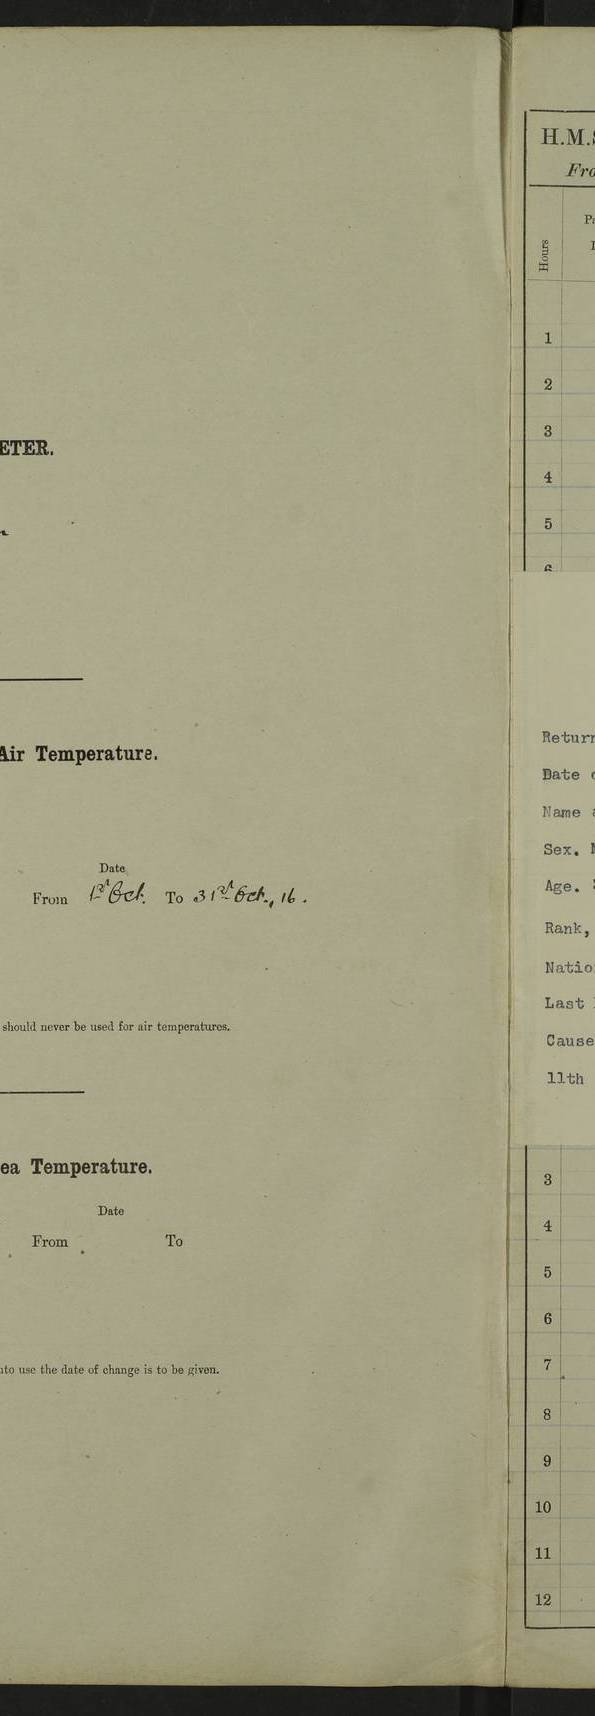 ETER.
Air Temperature.
Date
From 1st Oct. To 31st Oct., 16.
should never be used for air temperatures.
ea Temperature.
Date
From To
nto use the date of change is to be given.
H.M.S
Fro
Hours
Pa
1
2
3
4
5
6
Return
Date o
Name a
Sex. M
Age.
Rank,
Natio
Last
Cause
11th
3
4
5
6
7
8
9
10
11
12